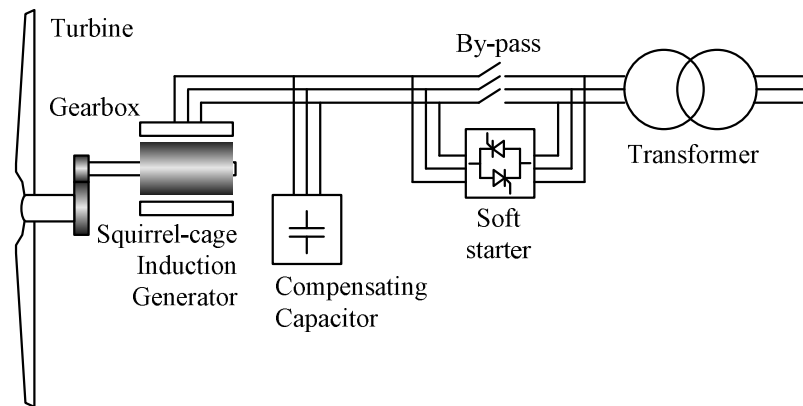 Turbine
By-pass
Gearbox
Transformer
Squirrel-cage
Induction
Generator
Soft
starter
Compensating
Capacitor